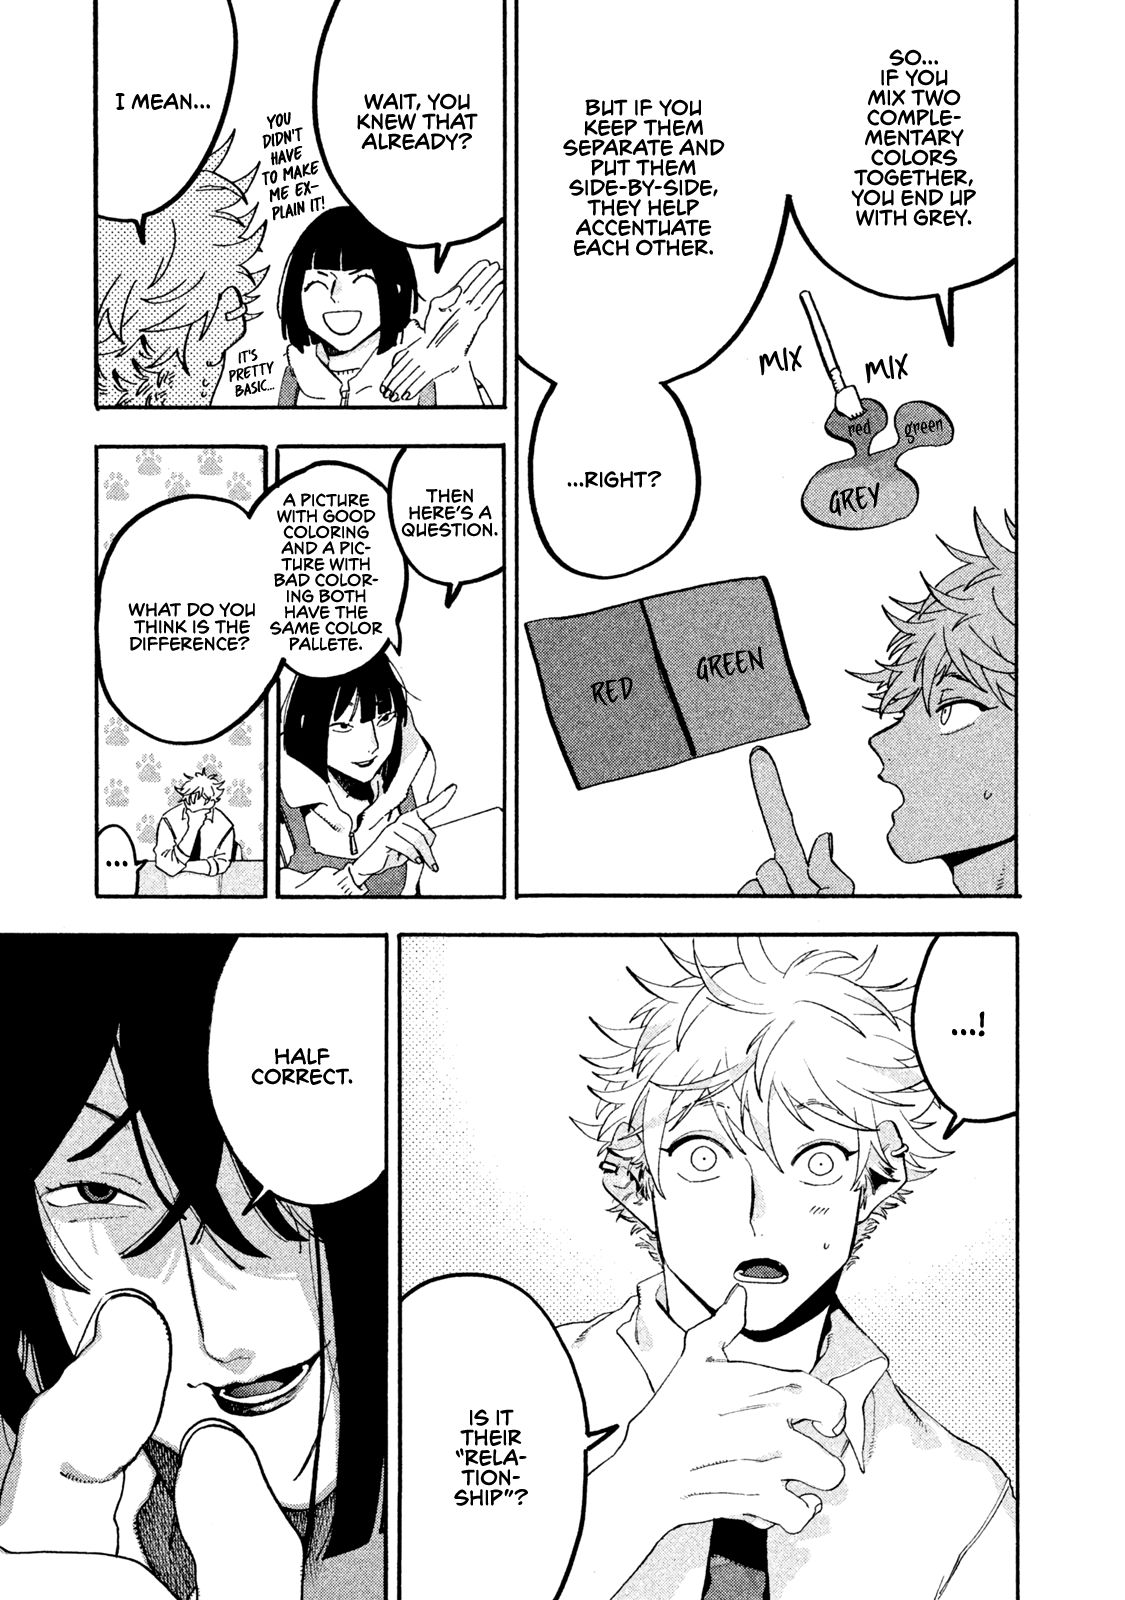 SO...
IF YOU
MIX TWO
COMPLE-
MENTARY
COLORS
TOGETHER,
YOU END UP
WITH GREY.
BUT IF YOU
KEEP THEM
SEPARATE AND
PUT THEM
SIDE-BY-SIDE,
THEY HELP
ACCENTUATE
EACH OTHER.
MIX
MIX
red
green
GREY
...RIGHT?
RED
GREEN
WAIT, YOU
KNEW THAT
ALREADY?
YOU
DIDN'T
HAVE
TO MAKE
ME EX-
PLAIN IT!
I MEAN...
IT'S
PRETTY
BASIC...
THEN
HERE'S A
QUESTION.
A PICTURE
WITH GOOD
COLORING
AND A PIC-
TURE WITH
BAD COLOR-
ING BOTH
HAVE THE
SAME COLOR
PALLETE.
WHAT DO YOU
THINK IS THE
DIFFERENCE?
...
...!
IS IT
THEIR
"RELA-
TION-
SHIP"?
HALF
CORRECT.